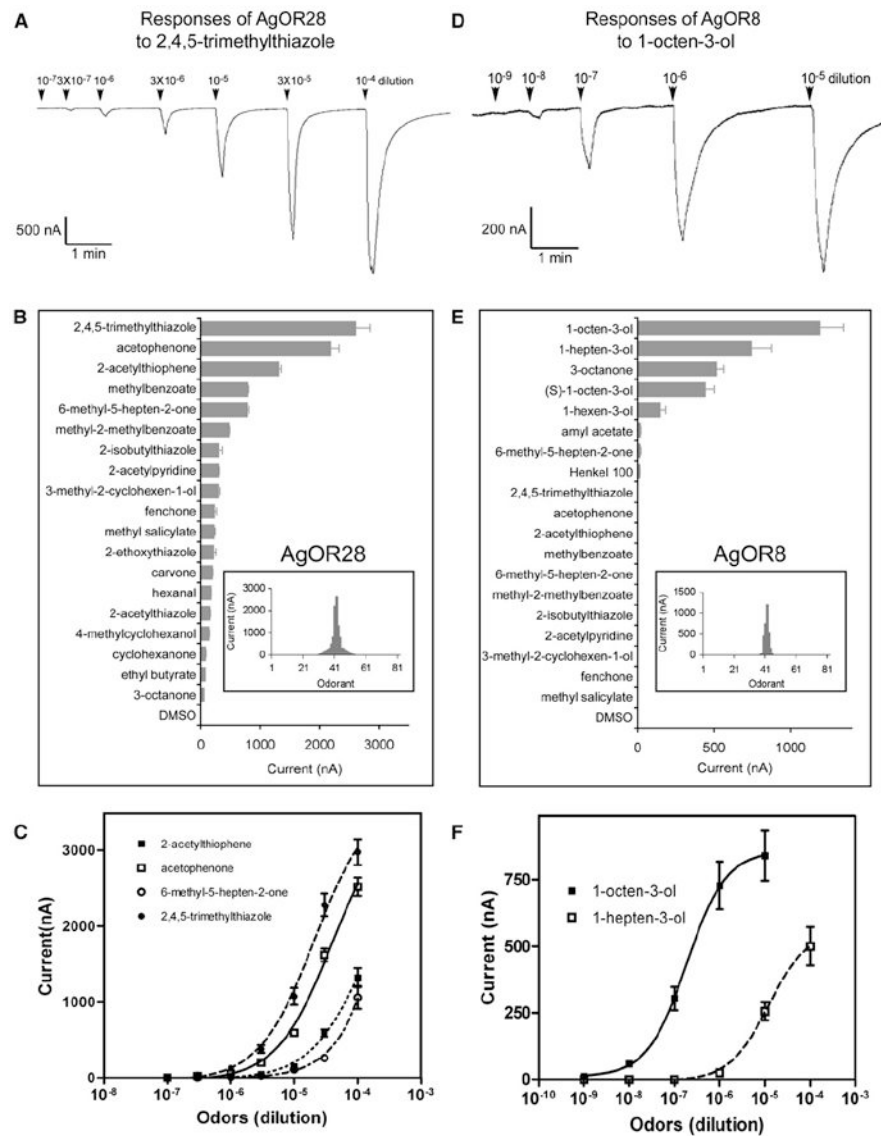 A
Responses of AgOR28
to 2,4,5-trimethylthiazole
10-7 3X10-7 10-6 3X10-6 10-5 3X10-5 10-4 dilution
500 nA
1 min
D
Responses of AgOR8
to 1-octen-3-ol
10-9 10-8 10-7 10-6 10-5 dilution
200 nA
1 min
B
2,4,5-trimethylthiazole
acetophenone
2-acetylthiophene
methylbenzoate
6-methyl-5-hepten-2-one
methyl-2-methylbenzoate
2-isobutylthiazole
2-acetylpyridine
3-methyl-2-cyclohexen-1-ol
fenchone
methyl salicylate
2-ethoxythiazole
carvone
hexanal
2-acetylthiazole
4-methylcyclohexanol
cyclohexanone
ethyl butyrate
3-octanone
DMSO
0 1000 2000 3000
Current (nA)
AgOR28
Current (nA)
3000
2000
1000
0
1 21 41 61 81
Odorant
E
1-octen-3-ol
1-hepten-3-ol
3-octanone
(S)-1-octen-3-ol
1-hexen-3-ol
amyl acetate
6-methyl-5-hepten-2-one
Henkel 100
2,4,5-trimethylthiazole
acetophenone
2-acetylthiophene
methylbenzoate
6-methyl-5-hepten-2-one
methyl-2-methylbenzoate
2-isobutylthiazole
2-acetylpyridine
3-methyl-2-cyclohexen-1-ol
fenchone
methyl salicylate
DMSO
0 500 1000
Current (nA)
AgOR8
Current (nA)
1500
1000
500
0
1 21 41 61 81
Odorant
C
2-acetylthiophene
acetophenone
6-methyl-5-hepten-2-one
2,4,5-trimethylthiazole
Current(nA)
3000
2000
1000
0
10-8 10-7 10-6 10-5 10-4 10-3
Odors (dilution)
F
1-octen-3-ol
1-hepten-3-ol
Current (nA)
750
500
250
0
10-10 10-9 10-8 10-7 10-6 10-5 10-4 10-3
Odors (dilution)